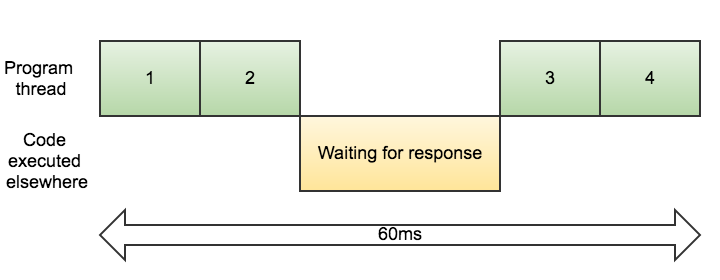 Program
thread
1
2
3
4
Code
executed
elsewhere
Waiting for response
60ms